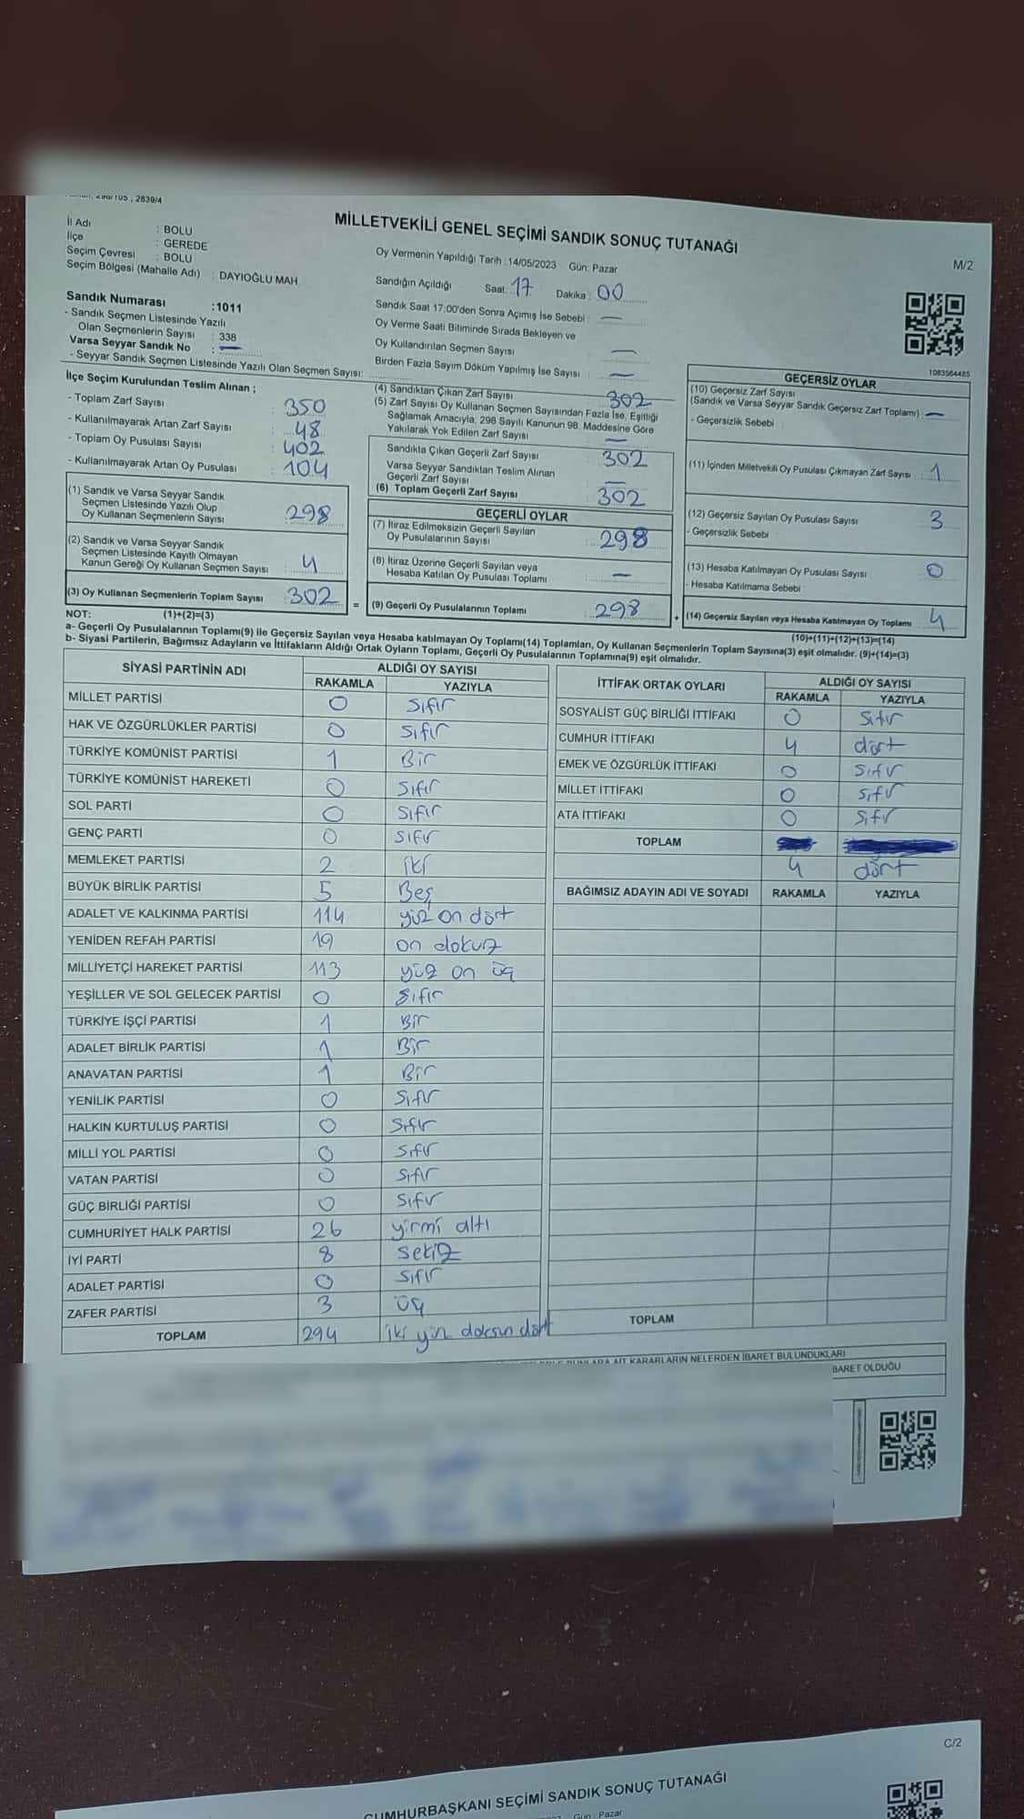 2839/4
MİLLETVEKİLİ GENEL SEÇİMİ SANDIK SONUÇ TUTANAĞI
M/2
İl Adı : BOLU
İlçe : GEREDE
Seçim Çevresi : BOLU
Seçim Bölgesi (Mahalle Adı) : DAYIOĞLU MAH
Oy Vermenin Yapıldığı Tarih : 14/05/2023 Gün: Pazar
Sandığın Açıldığı Saat: 17 Dakika: 00
Sandık Saat 17:00'den Sonra Açımış İse Sebebi : —
Oy Verme Saati Bitiminde Sırada Bekleyen ve
Oy Kullandırılan Seçmen Sayısı —
Birden Fazla Sayım Döküm Yapılmış İse Sayısı —
Sandık Numarası :1011
- Sandık Seçmen Listesinde Yazılı
Olan Seçmenlerin Sayısı : 338
Varsa Seyyar Sandık No : —
- Seyyar Sandık Seçmen Listesinde Yazılı Olan Seçmen Sayısı:
İlçe Seçim Kurulundan Teslim Alınan ;
- Toplam Zarf Sayısı : 350
- Kullanılmayarak Artan Zarf Sayısı : 48
- Toplam Oy Pusulası Sayısı : 402
- Kullanılmayarak Artan Oy Pusulası : 104
(1) Sandık ve Varsa Seyyar Sandık
Seçmen Listesinde Yazılı Olup
Oy Kullanan Seçmenlerin Sayısı : 298
(2) Sandık ve Varsa Seyyar Sandık
Seçmen Listesinde Kayıtlı Olmayan
Kanun Gereği Oy Kullanan Seçmen Sayısı : 4
(3) Oy Kullanan Seçmenlerin Toplam Sayısı 302 =
(4) Sandıktan Çıkan Zarf Sayısı 302
(5) Zarf Sayısı Oy Kullanan Seçmen Sayısından Fazla İse, Eşitliği
Sağlamak Amacıyla, 298 Sayılı Kanunun 98. Maddesine Göre
Yakılarak Yok Edilen Zarf Sayısı —
Sandıkta Çıkan Geçerli Zarf Sayısı 302
Varsa Seyyar Sandıktan Teslim Alınan
Geçerli Zarf Sayısı —
(6) Toplam Geçerli Zarf Sayısı 302
GEÇERLİ OYLAR
(7) İtiraz Edilmeksizin Geçerli Sayılan
Oy Pusulalarının Sayısı 298
(8) İtiraz Üzerine Geçerli Sayılan veya
Hesaba Katılan Oy Pusulası Toplamı —
(9) Geçerli Oy Pusulalarının Toplamı 298 +
1083564485
GEÇERSİZ OYLAR
(10) Geçersiz Zarf Sayısı
(Sandık ve Varsa Seyyar Sandık Geçersiz Zarf Toplamı) : —
- Geçersizlik Sebebi :
(11) İçinden Milletvekili Oy Pusulası Çıkmayan Zarf Sayısı : 1
(12) Geçersiz Sayılan Oy Pusulası Sayısı : 3
- Geçersizlik Sebebi :
(13) Hesaba Katılmayan Oy Pusulası Sayısı : 0
- Hesaba Katılmama Sebebi :
(14) Geçersiz Sayılan veya Hesaba Katılmayan Oy Toplamı 4
NOT: (1)+(2)=(3)
(10)+(11)+(12)+(13)=(14)
a- Geçerli Oy Pusulalarının Toplamı(9) ile Geçersiz Sayılan veya Hesaba katılmayan Oy Toplamı(14) Toplamları, Oy Kullanan Seçmenlerin Toplam Sayısına(3) eşit olmalıdır. (9)+(14)=(3)
b- Siyasi Partilerin, Bağımsız Adayların ve İttifakların Aldığı Ortak Oyların Toplamı, Geçerli Oy Pusulalarının Toplamına(9) eşit olmalıdır.
SİYASİ PARTİNİN ADI ALDIĞI OY SAYISI
RAKAMLA YAZIYLA
MİLLET PARTİSİ 0 Sıfır
HAK VE ÖZGÜRLÜKLER PARTİSİ 0 Sıfır
TÜRKİYE KOMÜNİST PARTİSİ 1 Bir
TÜRKİYE KOMÜNİST HAREKETİ 0 Sıfır
SOL PARTİ 0 Sıfır
GENÇ PARTİ 0 Sıfır
MEMLEKET PARTİSİ 2 iki
BÜYÜK BİRLİK PARTİSİ 5 Beş
ADALET VE KALKINMA PARTİSİ 114 yüz on dört
YENİDEN REFAH PARTİSİ 19 on dokuz
MİLLİYETÇİ HAREKET PARTİSİ 113 yüz on üç
YEŞİLLER VE SOL GELECEK PARTİSİ 0 Sıfır
TÜRKİYE İŞÇİ PARTİSİ 1 Bir
ADALET BİRLİK PARTİSİ 1 Bir
ANAVATAN PARTİSİ 1 Bir
YENİLİK PARTİSİ 0 Sıfır
HALKIN KURTULUŞ PARTİSİ 0 Sıfır
MİLLİ YOL PARTİSİ 0 Sıfır
VATAN PARTİSİ 0 Sıfır
GÜÇ BİRLİĞİ PARTİSİ 0 Sıfır
CUMHURİYET HALK PARTİSİ 26 yirmi altı
İYİ PARTİ 8 sekiz
ADALET PARTİSİ 0 Sıfır
ZAFER PARTİSİ 3 üç
TOPLAM 294 iki yüz doksan dört
İTTİFAK ORTAK OYLARI ALDIĞI OY SAYISI
RAKAMLA YAZIYLA
SOSYALİST GÜÇ BİRLİĞİ İTTİFAKI 0 Sıfır
CUMHUR İTTİFAKI 4 dört
EMEK VE ÖZGÜRLÜK İTTİFAKI 0 Sıfır
MİLLET İTTİFAKI 0 Sıfır
ATA İTTİFAKI 0 Sıfır
TOPLAM
4 dört
BAĞIMSIZ ADAYIN ADI VE SOYADI RAKAMLA YAZIYLA
TOPLAM
AİT KARARLARIN NELERDEN İBARET BULUNDUKLARI
BARET OLDUĞU
C/2
CUMHURBAŞKANI SEÇİMİ SANDIK SONUÇ TUTANAĞI
Gün: Pazar